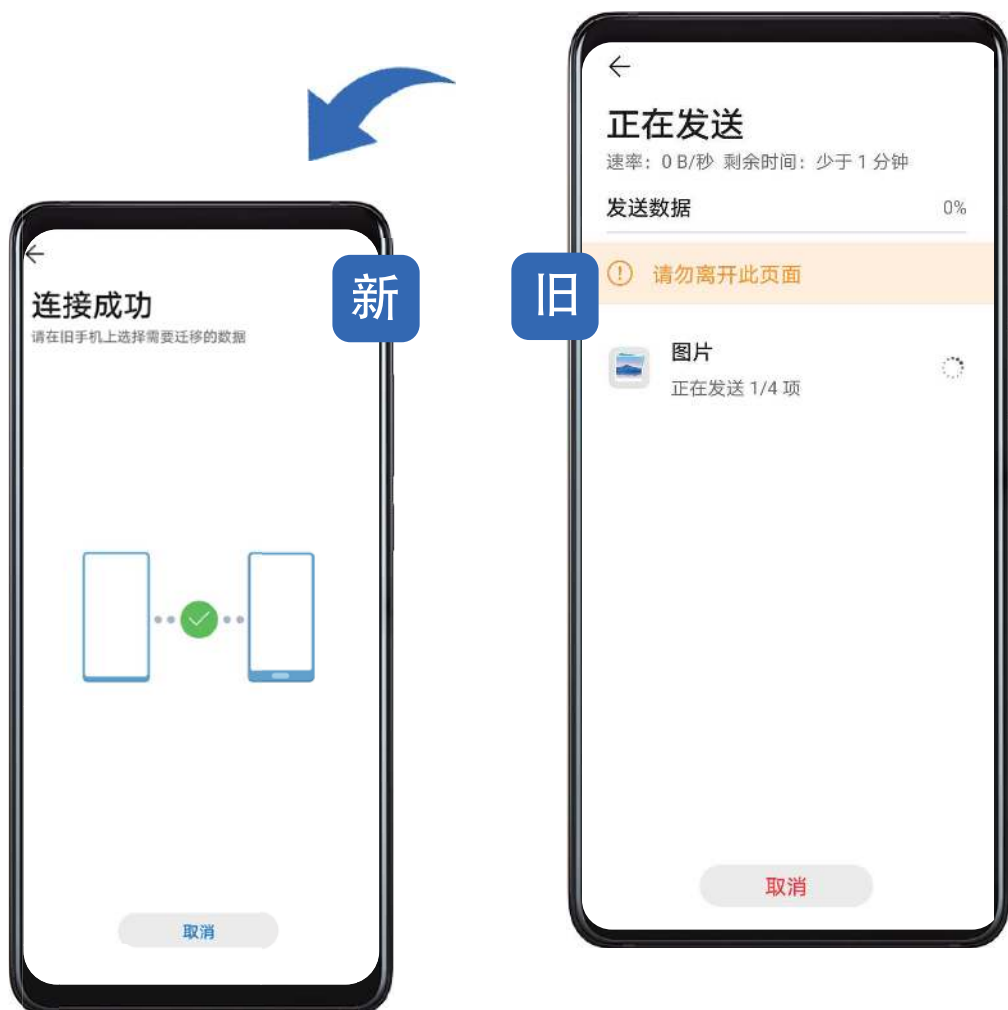 连接成功
请在旧手机上选择需要迁移的数据
新
取消
旧
正在发送
速率：0 B/秒 剩余时间：少于 1 分钟
发送数据 0%
请勿离开此页面
图片
正在发送 1/4 项
取消